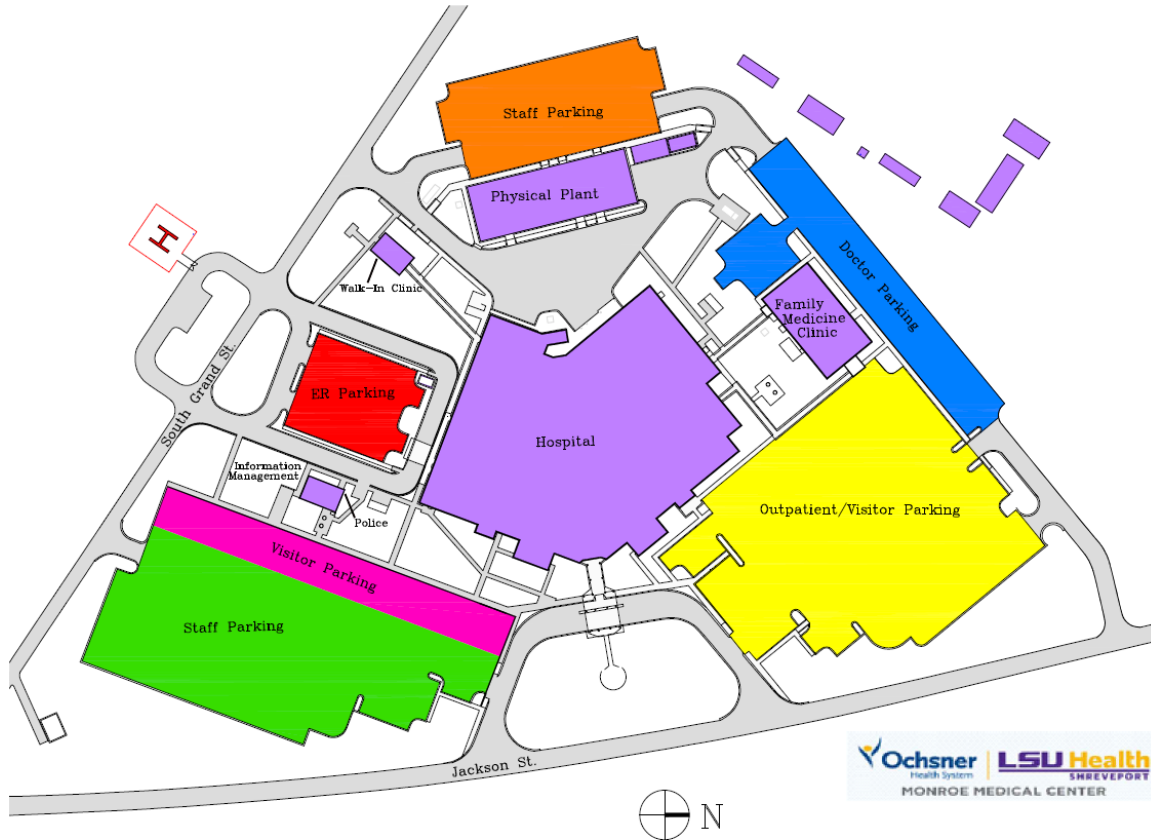 Staff Parking
Physical Plant
H
Walk-In Clinic
Doctor Parking
Family
Medicine
Clinic
South Grand St.
ER Parking
Hospital
Information
Management
Police
Outpatient/Visitor Parking
Visitor Parking
Staff Parking
Jackson St.
Ochsner
Health System
LSU Health
SHREVEPORT
MONROE MEDICAL CENTER
N